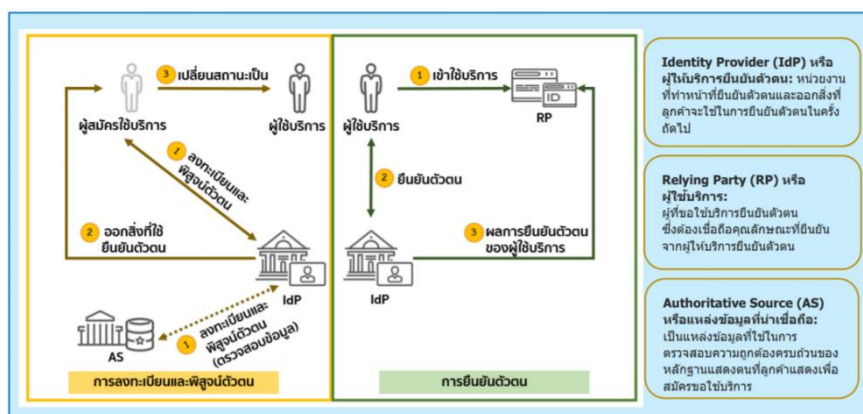 3 เปลี่ยนสถานะเป็น
ผู้สมัครใช้บริการ
ผู้ใช้บริการ
1 ลงทะเบียนและ
พิสูจน์ตัวตน
2 ออกสิ่งที่ใช้
ยืนยันตัวตน
IdP
AS
1 ลงทะเบียนและ
พิสูจน์ตัวตน
(ตรวจสอบข้อมูล)
การลงทะเบียนและพิสูจน์ตัวตน
1 เข้าใช้บริการ
ผู้ใช้บริการ
ID
RP
2 ยืนยันตัวตน
3 ผลการยืนยันตัวตน
ของผู้ใช้บริการ
IdP
การยืนยันตัวตน
Identity Provider (IdP) หรือ
ผู้ให้บริการยืนยันตัวตน: หน่วยงาน
ที่ทำหน้าที่ยืนยันตัวตนและออกสิ่งที่
ลูกค้าจะใช้ในการยืนยันตัวตนในครั้ง
ถัดไป
Relying Party (RP) หรือ
ผู้ใช้บริการ:
ผู้ที่ขอใช้บริการยืนยันตัวตน
ซึ่งต้องเชื่อถือคุณลักษณะที่ยืนยัน
จากผู้ให้บริการยืนยันตัวตน
Authoritative Source (AS)
หรือแหล่งข้อมูลที่น่าเชื่อถือ:
เป็นแหล่งข้อมูลที่ใช้ในการ
ตรวจสอบความถูกต้องครบถ้วนของ
หลักฐานแสดงตนที่ลูกค้าแสดงเพื่อ
สมัครขอใช้บริการ